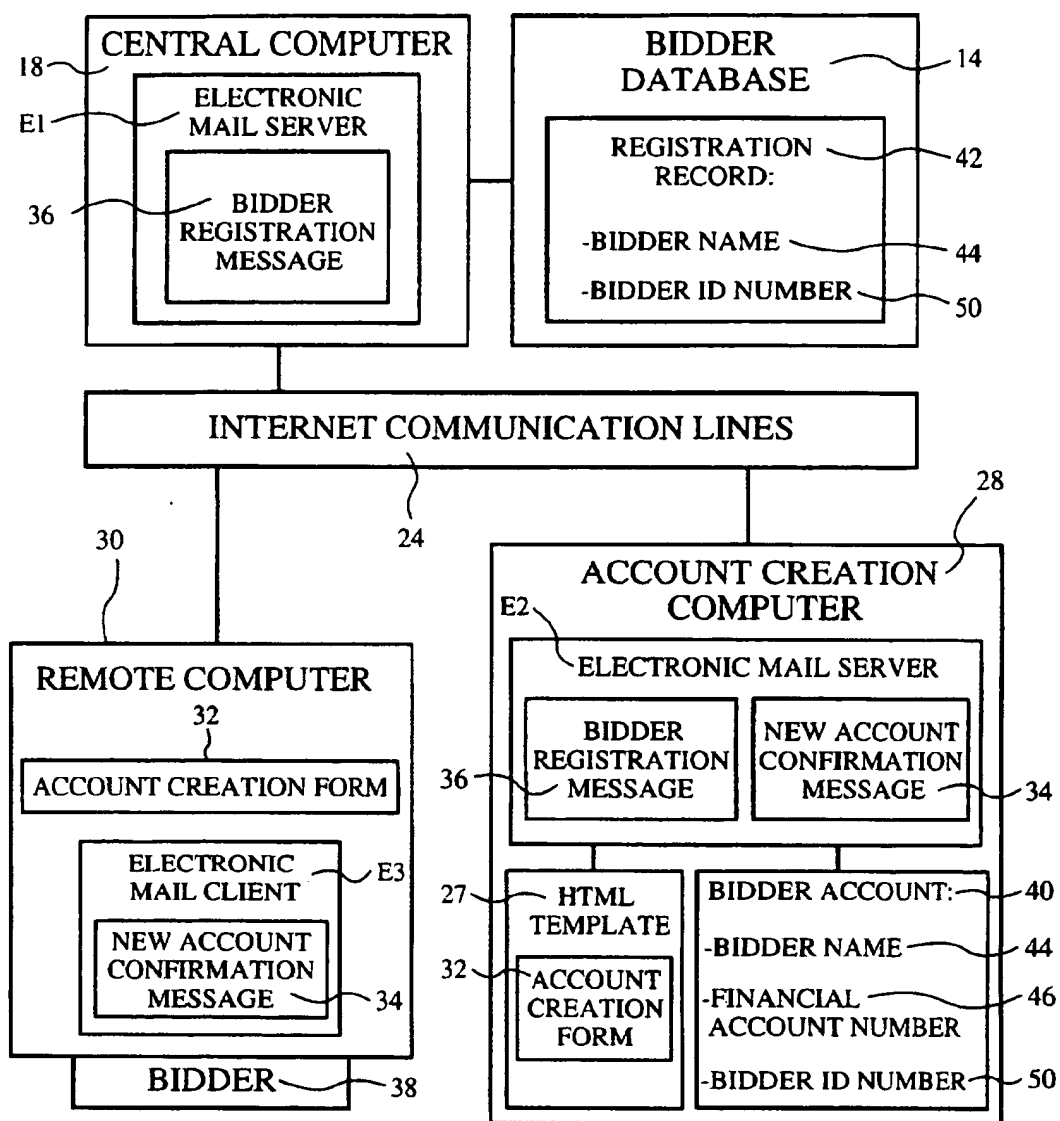 CENTRAL COMPUTER
18
ELECTRONIC
MAIL SERVER
E1
36
BIDDER
REGISTRATION
MESSAGE
BIDDER
DATABASE
14
REGISTRATION
RECORD:
42
-BIDDER NAME
44
-BIDDER ID NUMBER
50
INTERNET COMMUNICATION LINES
24
30
REMOTE COMPUTER
32
ACCOUNT CREATION FORM
ELECTRONIC
MAIL CLIENT
E3
NEW ACCOUNT
CONFIRMATION
MESSAGE
34
BIDDER
38
28
ACCOUNT CREATION
COMPUTER
E2
ELECTRONIC MAIL SERVER
BIDDER
REGISTRATION
MESSAGE
36
NEW ACCOUNT
CONFIRMATION
MESSAGE
34
27
HTML
TEMPLATE
32
ACCOUNT
CREATION
FORM
BIDDER ACCOUNT:
40
-BIDDER NAME
44
-FINANCIAL
ACCOUNT NUMBER
46
-BIDDER ID NUMBER
50